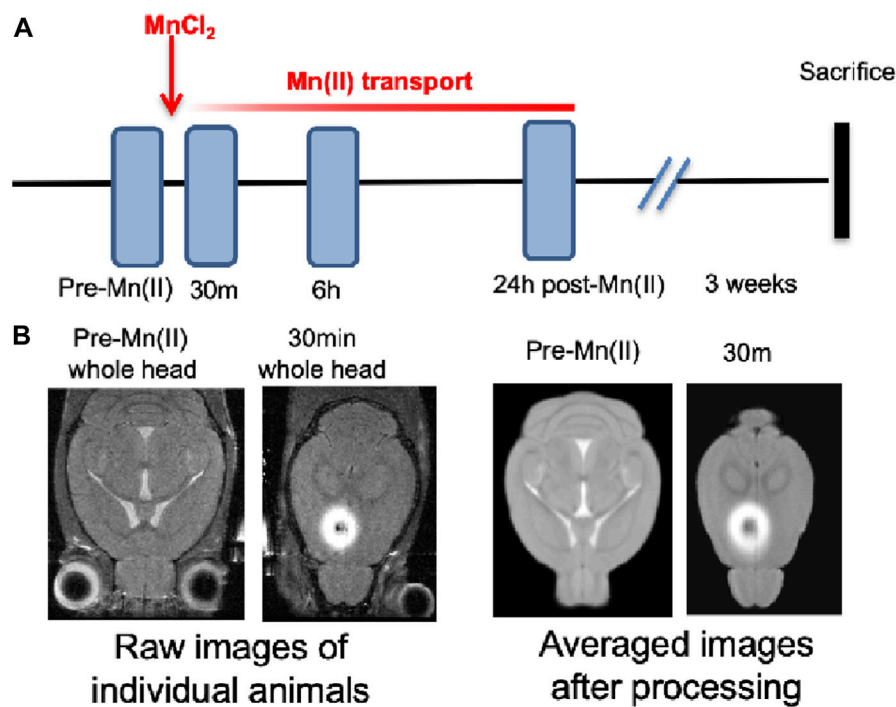 A
MnCl2
Mn(II) transport
Sacrifice
Pre-Mn(II)
30m
6h
24h post-Mn(II)
3 weeks
B
Pre-Mn(II)
whole head
30min
whole head
Pre-Mn(II)
30m
Raw images of
individual animals
Averaged images
after processing